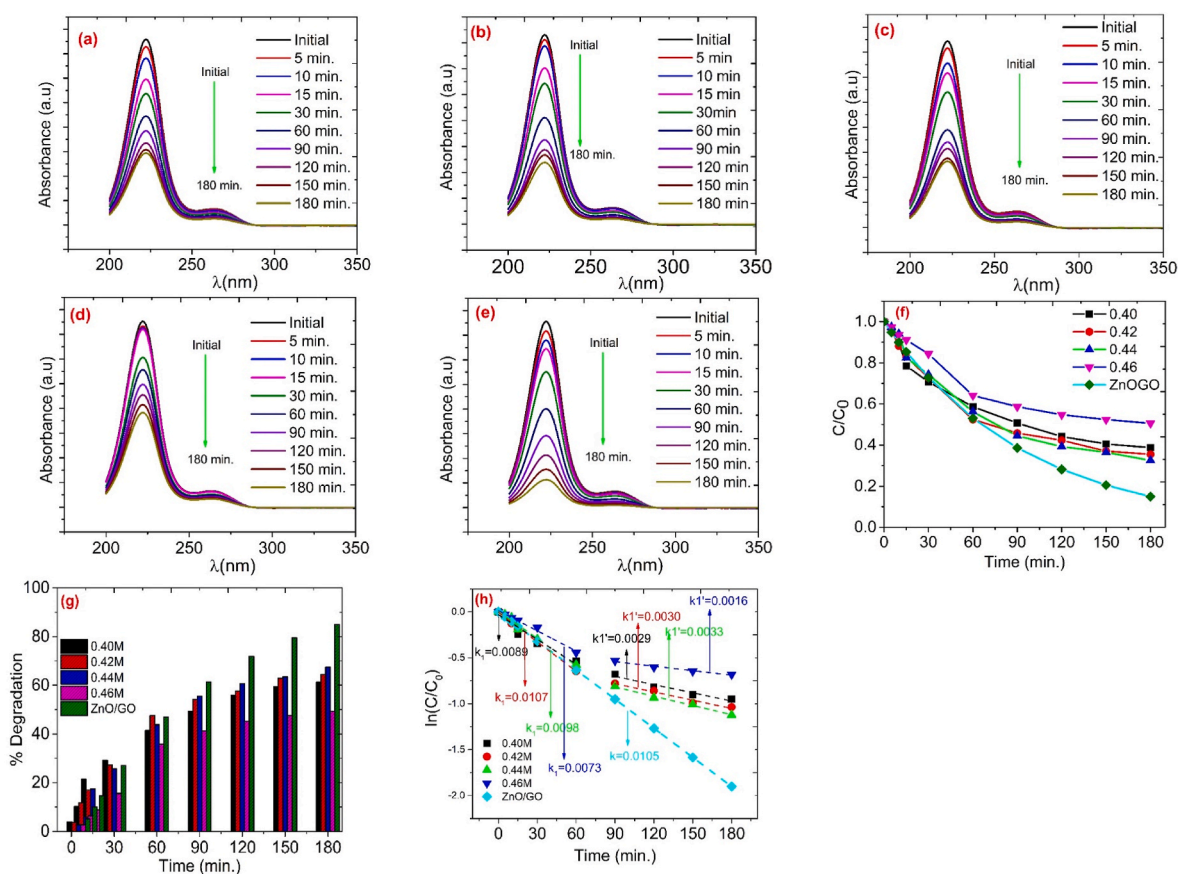 (a)
Initial
5 min.
10 min.
15 min.
30 min.
60 min.
90 min.
120 min.
150 min.
180 min.
Initial
180 min.
Absorbance (a.u)
200 250 300 350
λ(nm)
(b)
Initial
5 min
10 min
15 min
30min
60 min
90 min
120 min
150 min
180 min
Initial
180 min.
Absorbance (a.u)
200 250 300 350
λ(nm)
(c)
Initial
5 min.
10 min.
15 min.
30 min.
60 min.
90 min.
120 min.
150 min.
180 min.
Initial
180 min.
Absorbance (a.u)
200 250 300 350
λ(nm)
(d)
Initial
5 min.
10 min.
15 min.
30 min.
60 min.
90 min.
120 min.
150 min.
180 min.
Initial
180 min.
Absorbance (a.u)
200 250 300 350
λ(nm)
(e)
Initial
5 min.
10 min.
15 min.
30 min.
60 min.
90 min.
120 min.
150 min.
180 min.
Initial
180 min.
Absorbance (a.u)
200 250 300 350
λ(nm)
(f)
0.40
0.42
0.44
0.46
ZnOGO
C/C0
1.0
0.8
0.6
0.4
0.2
0.0
0 30 60 90 120 150 180
Time (min.)
(g)
0.40M
0.42M
0.44M
0.46M
ZnO/GO
% Degradation
100
80
60
40
20
0
0 30 60 90 120 150 180
Time (min.)
(h)
k1'=0.0016
k1'=0.0030
k1'=0.0029
k1'=0.0033
k1=0.0089
k1=0.0107
k1=0.0098
k1=0.0073
k=0.0105
0.40M
0.42M
0.44M
0.46M
ZnO/GO
ln(C/C0)
0.0
-0.5
-1.0
-1.5
-2.0
0 30 60 90 120 150 180
Time (min.)